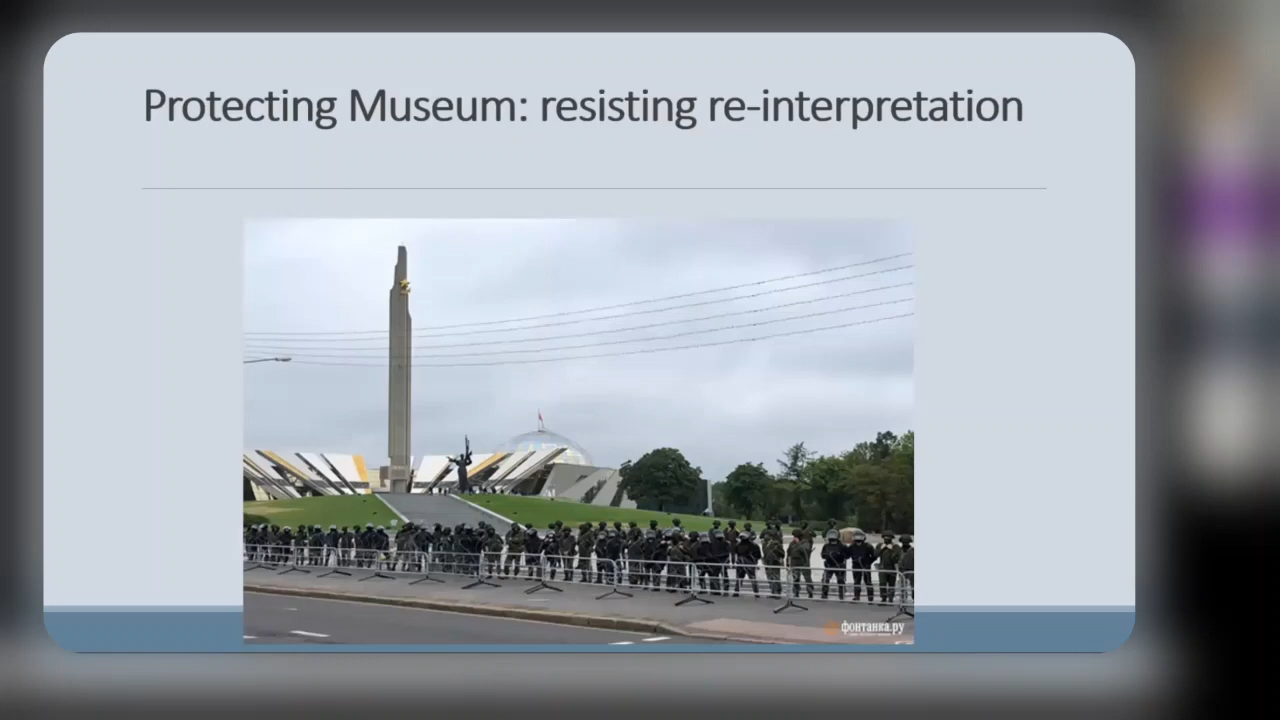 Protecting Museum: resisting re-interpretation
фонтанка.ру